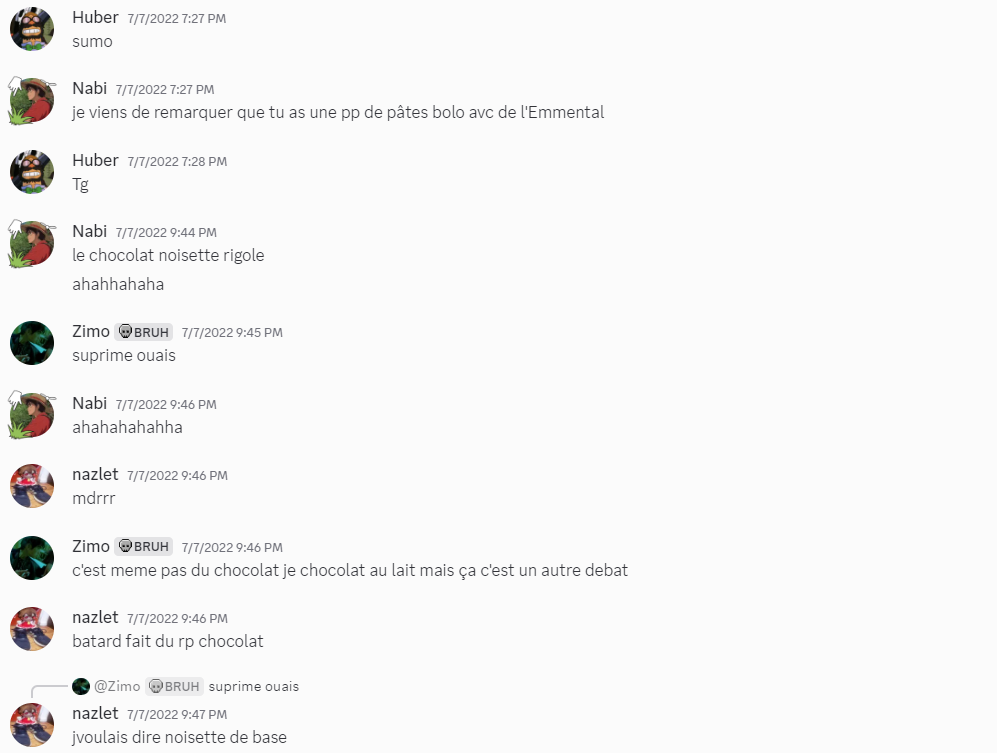 Huber 7/7/2022 7:27 PM
sumo
Nabi 7/7/2022 7:27 PM
je viens de remarquer que tu as une pp de pâtes bolo avc de l'Emmental
Huber 7/7/2022 7:28 PM
Tg
Nabi 7/7/2022 9:44 PM
le chocolat noisette rigole
ahahhahaha
Zimo BRUH 7/7/2022 9:45 PM
suprime ouais
Nabi 7/7/2022 9:46 PM
ahahahahahha
nazlet 7/7/2022 9:46 PM
mdrrr
Zimo BRUH 7/7/2022 9:46 PM
c'est meme pas du chocolat je chocolat au lait mais ça c'est un autre debat
nazlet 7/7/2022 9:46 PM
batard fait du rp chocolat
@Zimo BRUH suprime ouais
nazlet 7/7/2022 9:47 PM
jvoulais dire noisette de base